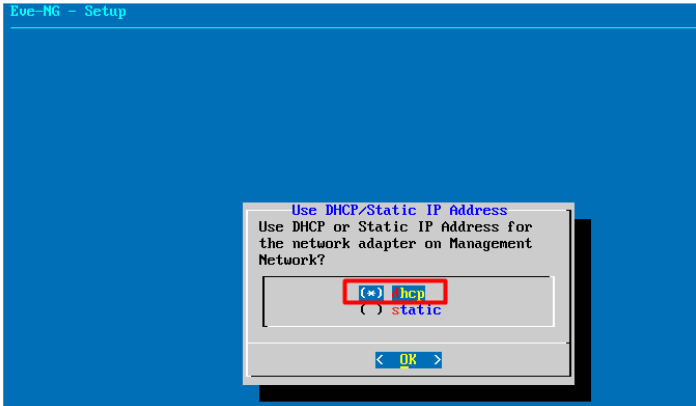 Eve-NG - Setup
Use DHCP/Static IP Address
Use DHCP or Static IP Address for
the network adapter on Management
Network?
(*) dhcp
( ) static
< OK >